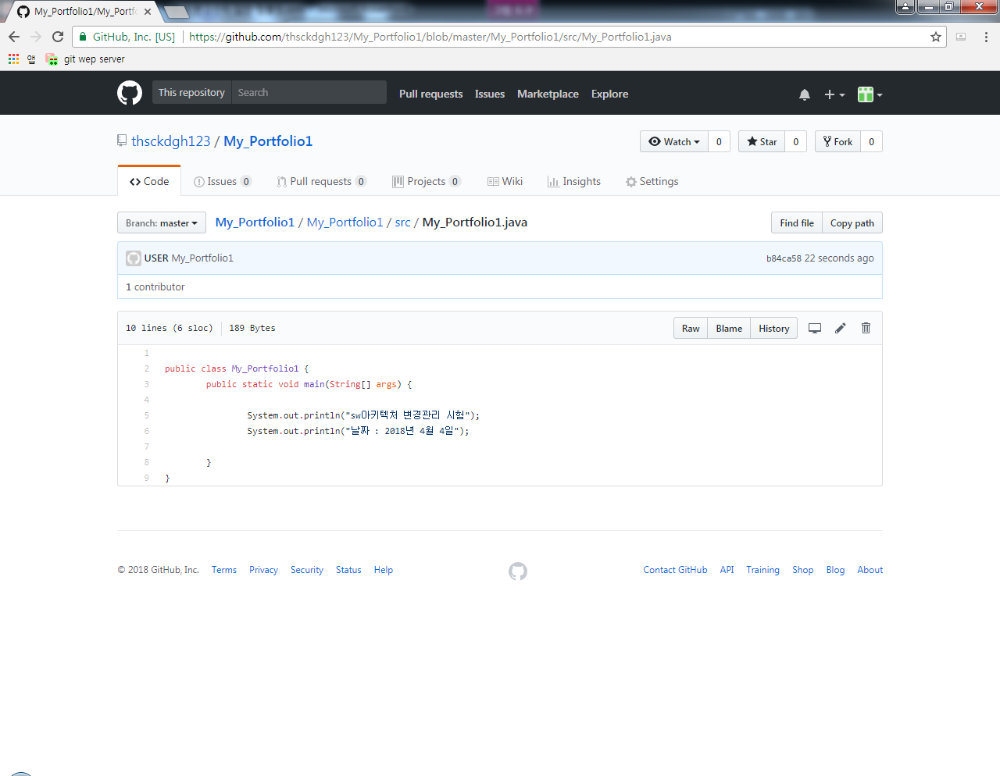 My_Portfolio1/My_Portfo
GitHub, Inc. [US] https://github.com/thsckdgh123/My_Portfolio1/blob/master/My_Portfolio1/src/My_Portfolio1.java
앱 git wep server
This repository Search Pull requests Issues Marketplace Explore
thsckdgh123 / My_Portfolio1 Watch 0 Star 0 Fork 0
Code Issues 0 Pull requests 0 Projects 0 Wiki Insights Settings
Branch: master My_Portfolio1 / My_Portfolio1 / src / My_Portfolio1.java Find file Copy path
USER My_Portfolio1 b84ca58 22 seconds ago
1 contributor
10 lines (6 sloc) 189 Bytes Raw Blame History
1
2 public class My_Portfolio1 {
3 public static void main(String[] args) {
4
5 System.out.println("sw아키텍처 변경관리 시험");
6 System.out.println("날짜 : 2018년 4월 4일");
7
8 }
9 }
© 2018 GitHub, Inc. Terms Privacy Security Status Help Contact GitHub API Training Shop Blog About